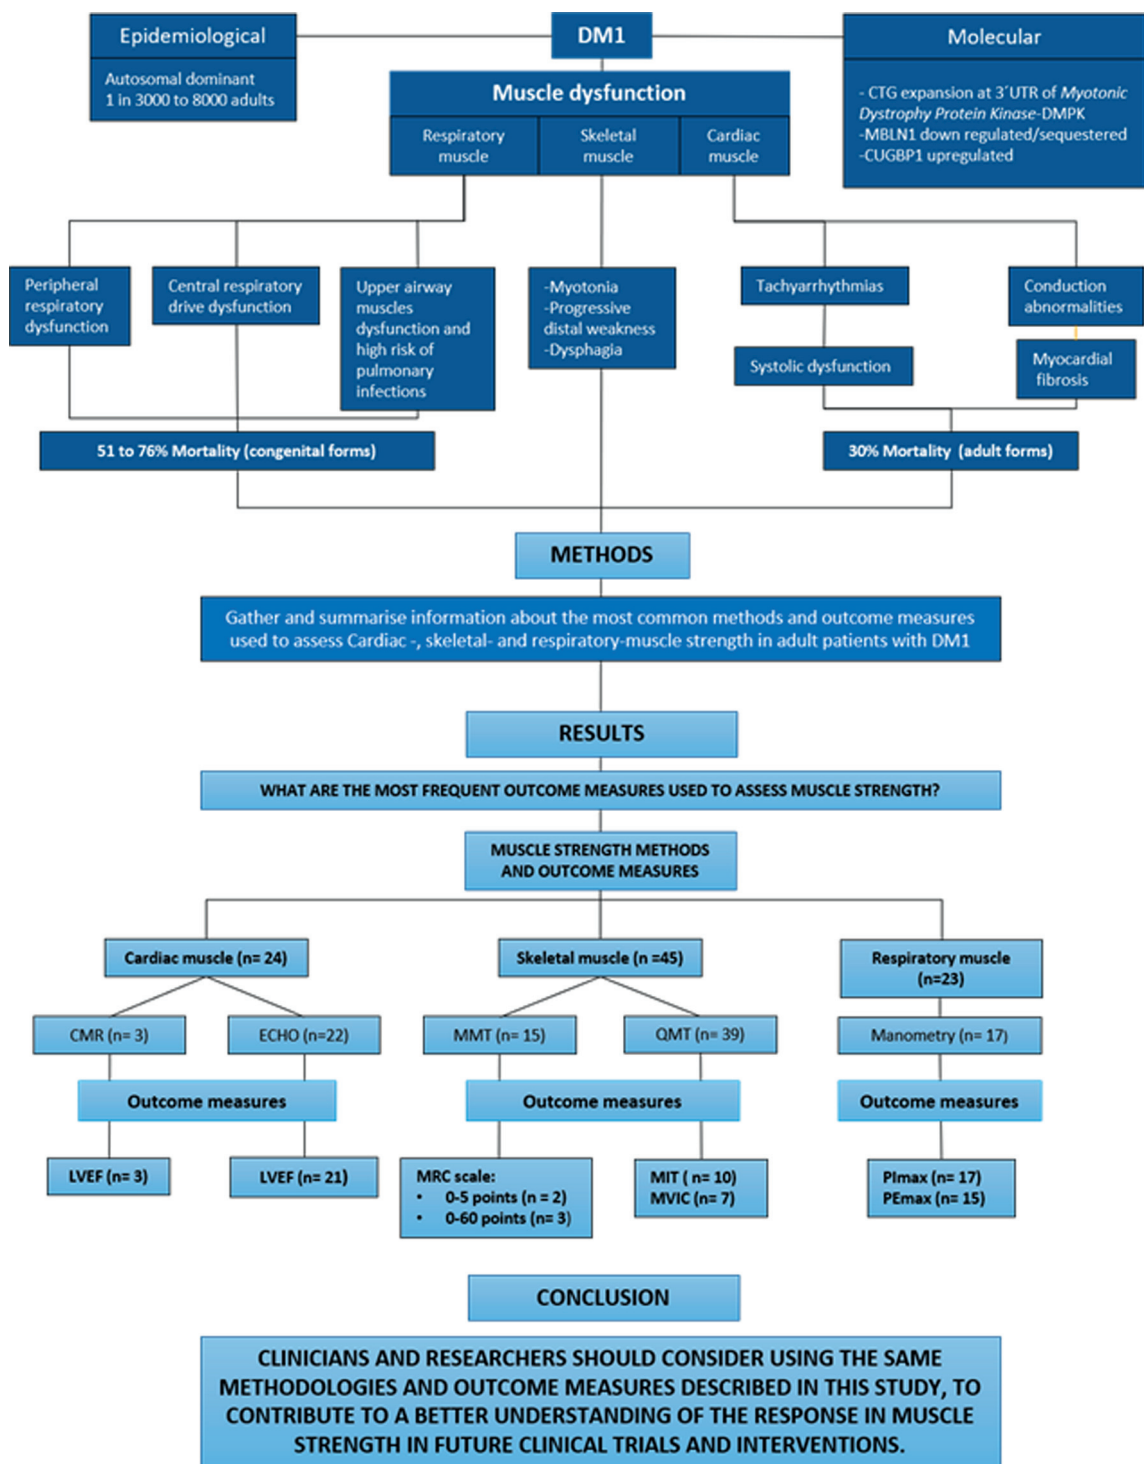 Epidemiological
Autosomal dominant
1 in 3000 to 8000 adults
DM1
Molecular
- CTG expansion at 3´UTR of Myotonic
Dystrophy Protein Kinase-DMPK
-MBLN1 down regulated/sequestered
-CUGBP1 upregulated
Muscle dysfunction
Respiratory
muscle
Skeletal
muscle
Cardiac
muscle
Peripheral
respiratory
dysfunction
Central respiratory
drive dysfunction
Upper airway
muscles
dysfunction and
high risk of
pulmonary
infections
-Myotonia
-Progressive
distal weakness
-Dysphagia
Tachyarrhythmias
Systolic dysfunction
Conduction
abnormalities
Myocardial
fibrosis
51 to 76% Mortality (congenital forms)
30% Mortality (adult forms)
METHODS
Gather and summarise information about the most common methods and outcome measures
used to assess Cardiac -, skeletal- and respiratory-muscle strength in adult patients with DM1
RESULTS
WHAT ARE THE MOST FREQUENT OUTCOME MEASURES USED TO ASSESS MUSCLE STRENGTH?
MUSCLE STRENGTH METHODS
AND OUTCOME MEASURES
Cardiac muscle (n= 24)
Skeletal muscle (n =45)
Respiratory muscle
(n=23)
CMR (n= 3)
ECHO (n=22)
MMT (n= 15)
QMT (n= 39)
Manometry (n= 17)
Outcome measures
Outcome measures
Outcome measures
LVEF (n= 3)
LVEF (n= 21)
MRC scale:
• 0-5 points (n = 2)
• 0-60 points (n= 3)
MIT ( n= 10)
MVIC (n= 7)
PImax (n= 17)
PEmax (n= 15)
CONCLUSION
CLINICIANS AND RESEARCHERS SHOULD CONSIDER USING THE SAME
METHODOLOGIES AND OUTCOME MEASURES DESCRIBED IN THIS STUDY, TO
CONTRIBUTE TO A BETTER UNDERSTANDING OF THE RESPONSE IN MUSCLE
STRENGTH IN FUTURE CLINICAL TRIALS AND INTERVENTIONS.